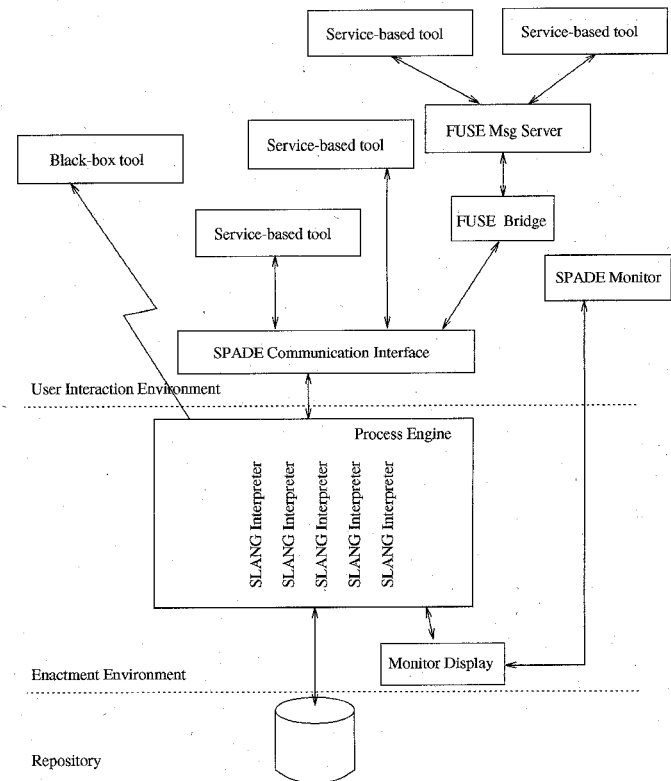 Service-based tool
Service-based tool
FUSE Msg Server
Black-box tool
Service-based tool
FUSE Bridge
Service-based tool
SPADE Monitor
SPADE Communication Interface
User Interaction Environment
Process Engine
SLANG Interpreter
SLANG Interpreter
SLANG Interpreter
SLANG Interpreter
SLANG Interpreter
Monitor Display
Enactment Environment
Repository